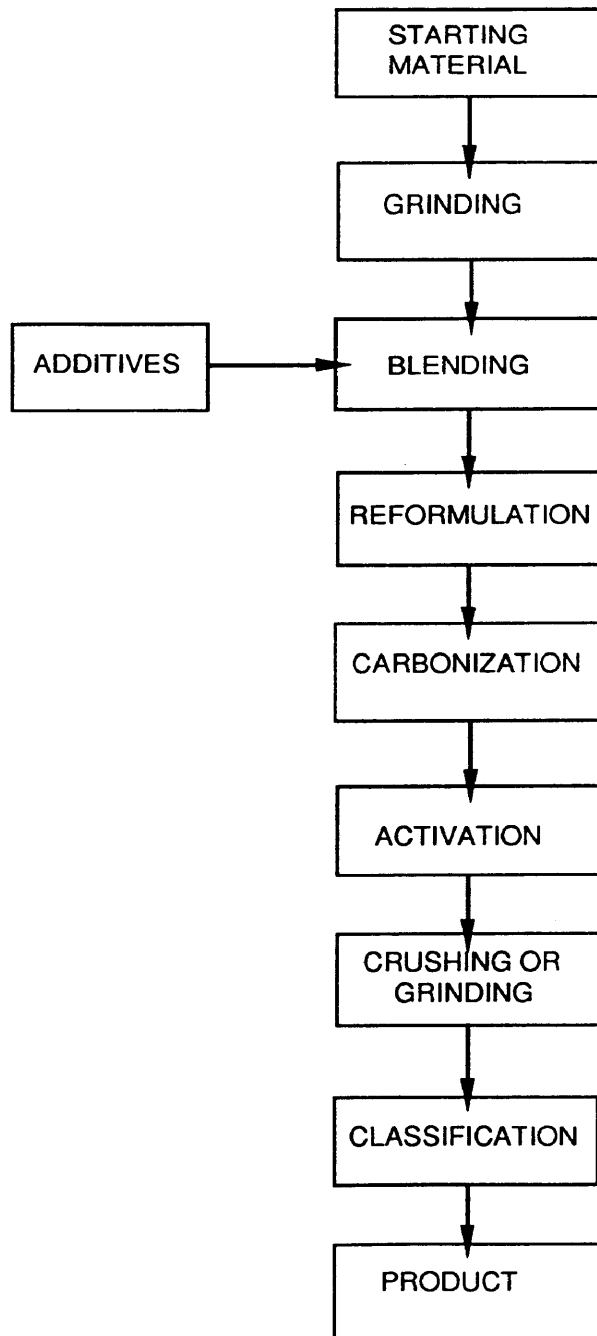 STARTING
MATERIAL
GRINDING
ADDITIVES
BLENDING
REFORMULATION
CARBONIZATION
ACTIVATION
CRUSHING OR
GRINDING
CLASSIFICATION
PRODUCT